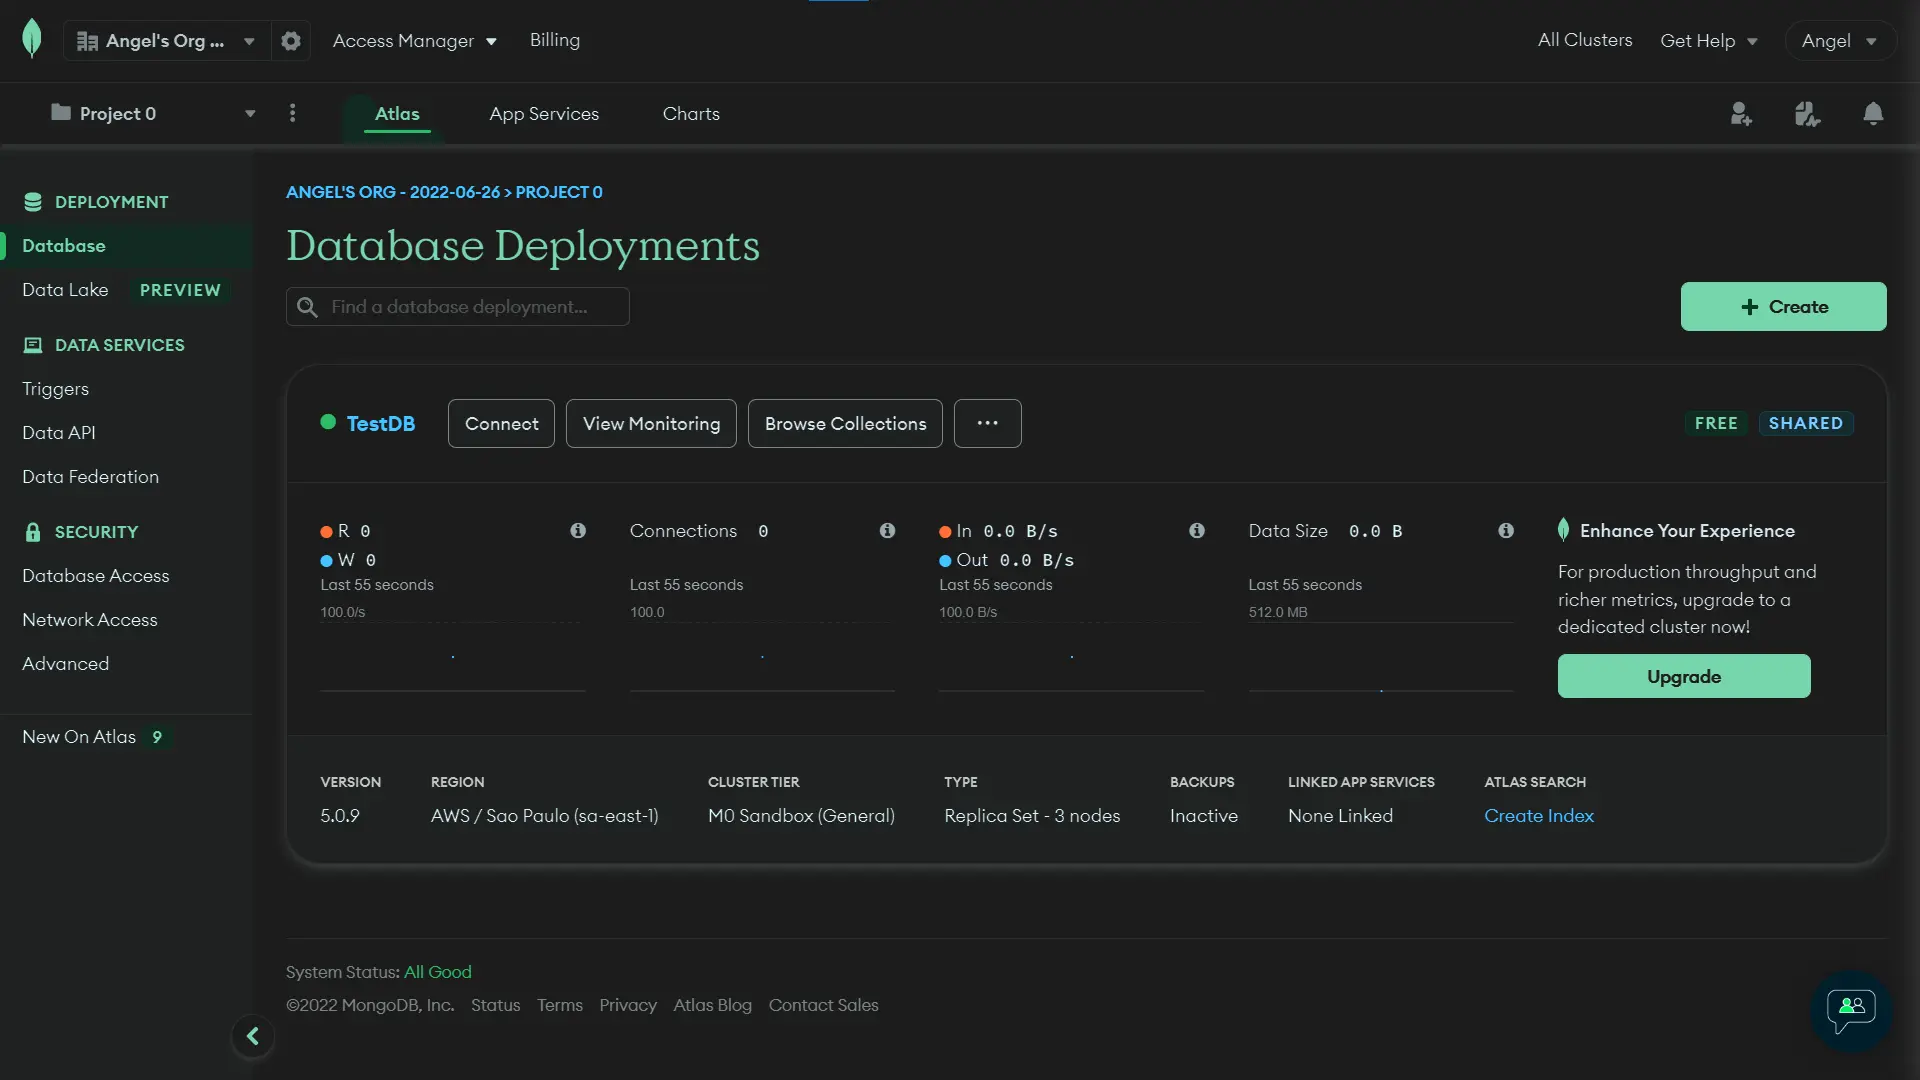 Angel's Org ...
Access Manager
Billing
All Clusters
Get Help
Angel
Project 0
Atlas
App Services
Charts
DEPLOYMENT
Database
Data Lake PREVIEW
DATA SERVICES
Triggers
Data API
Data Federation
SECURITY
Database Access
Network Access
Advanced
New On Atlas 9
ANGEL'S ORG - 2022-06-26 > PROJECT 0
Database Deployments
Find a database deployment...
+ Create
TestDB
Connect
View Monitoring
Browse Collections
...
FREE
SHARED
R 0
W 0
Last 55 seconds
100.0/s
Connections 0
Last 55 seconds
100.0
In 0.0 B/s
Out 0.0 B/s
Last 55 seconds
100.0 B/s
Data Size 0.0 B
Last 55 seconds
512.0 MB
Enhance Your Experience
For production throughput and
richer metrics, upgrade to a
dedicated cluster now!
Upgrade
VERSION
5.0.9
REGION
AWS / Sao Paulo (sa-east-1)
CLUSTER TIER
M0 Sandbox (General)
TYPE
Replica Set - 3 nodes
BACKUPS
Inactive
LINKED APP SERVICES
None Linked
ATLAS SEARCH
Create Index
System Status: All Good
©2022 MongoDB, Inc. Status Terms Privacy Atlas Blog Contact Sales